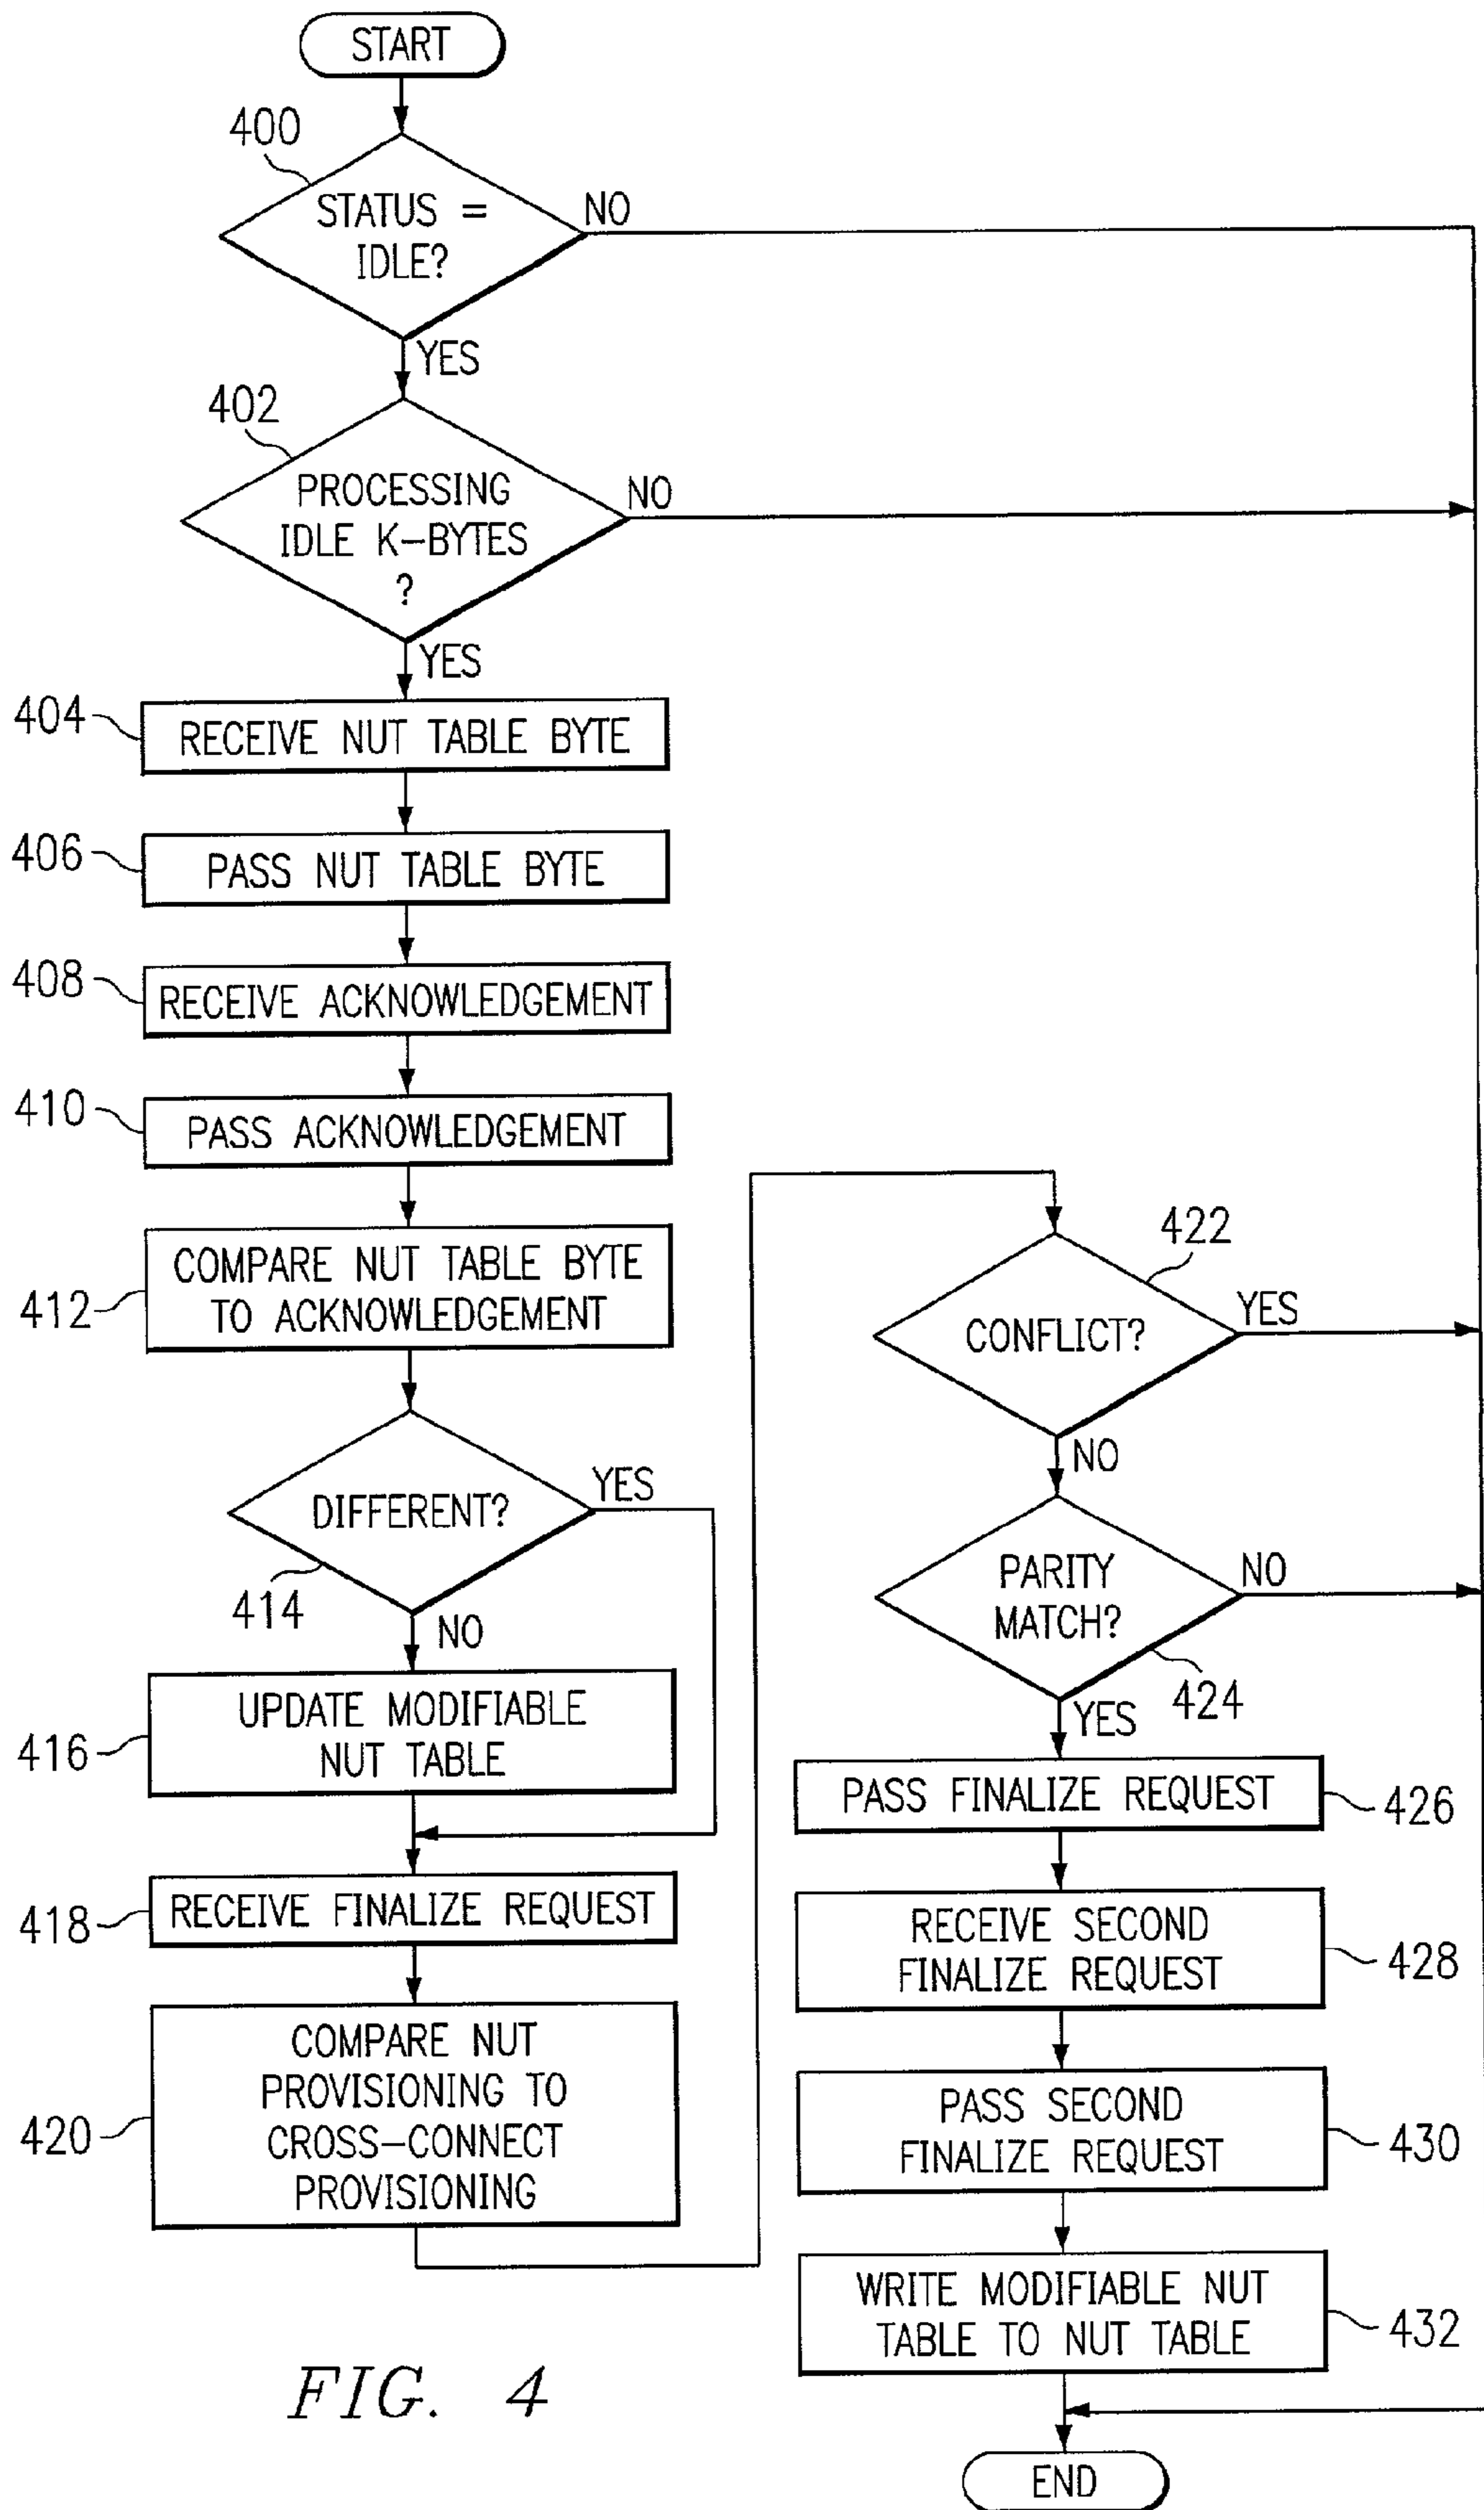 START
400
STATUS =
IDLE?
NO
YES
402
PROCESSING
IDLE K-BYTES
?
NO
YES
404
RECEIVE NUT TABLE BYTE
406
PASS NUT TABLE BYTE
408
RECEIVE ACKNOWLEDGEMENT
410
PASS ACKNOWLEDGEMENT
412
COMPARE NUT TABLE BYTE
TO ACKNOWLEDGEMENT
DIFFERENT?
YES
414
NO
416
UPDATE MODIFIABLE
NUT TABLE
418
RECEIVE FINALIZE REQUEST
420
COMPARE NUT
PROVISIONING TO
CROSS-CONNECT
PROVISIONING
422
CONFLICT?
YES
NO
PARITY
MATCH?
NO
424
YES
PASS FINALIZE REQUEST
426
RECEIVE SECOND
FINALIZE REQUEST
428
PASS SECOND
FINALIZE REQUEST
430
WRITE MODIFIABLE NUT
TABLE TO NUT TABLE
432
END
FIG. 4